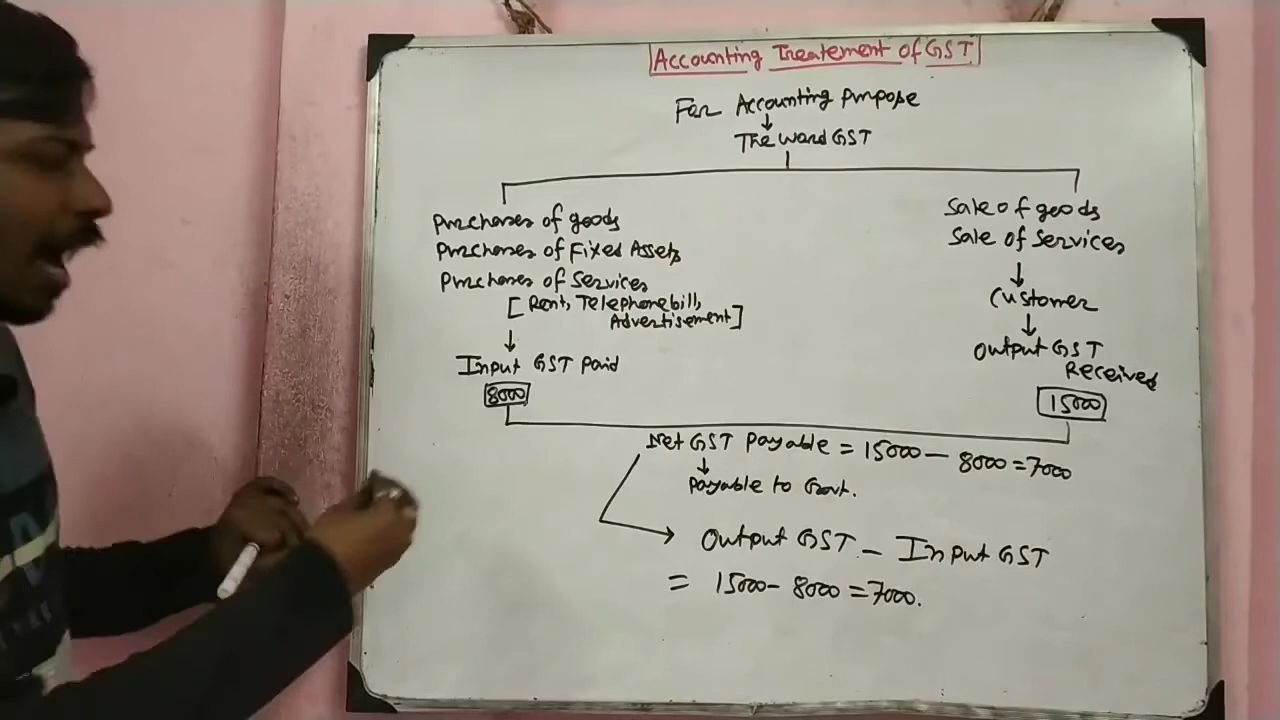 Accounting Treatement of GST
For Accounting Purpose
The word GST
Purchases of goods
Purchases of Fixed Assets
Purchases of Services
[Rent, Telephone bill,
Advertisement]
Input GST Paid
8000
Sale of goods
Sale of Services
Customer
Output GST
Received
15000
Net GST Payable = 15000 - 8000 = 7000
Payable to Govt.
Output GST - Input GST
= 15000 - 8000 = 7000.